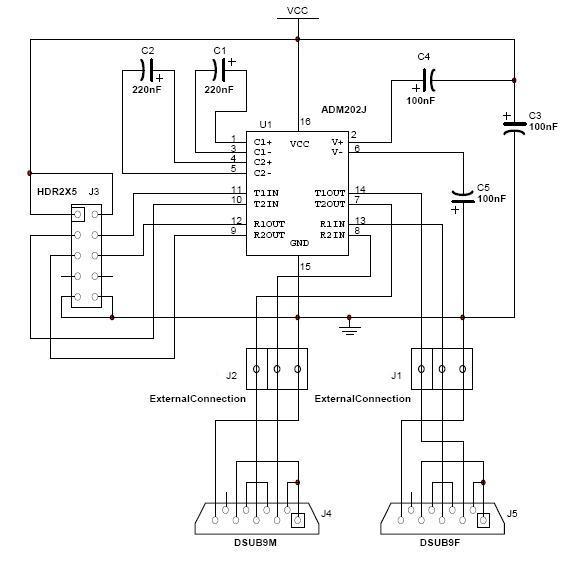 VCC
C2
C1
220nF
220nF
C4
100nF
C3
100nF
ADM202J
U1
16
VCC
1
C1+
3
C1-
4
C2+
5
C2-
V+
2
V-
6
C5
100nF
HDR2X5
J3
11
T1IN
10
T2IN
T1OUT
14
T2OUT
7
12
R1OUT
9
R2OUT
R1IN
13
R2IN
8
GND
15
J2
J1
ExternalConnection
ExternalConnection
J4
J5
DSUB9M
DSUB9F